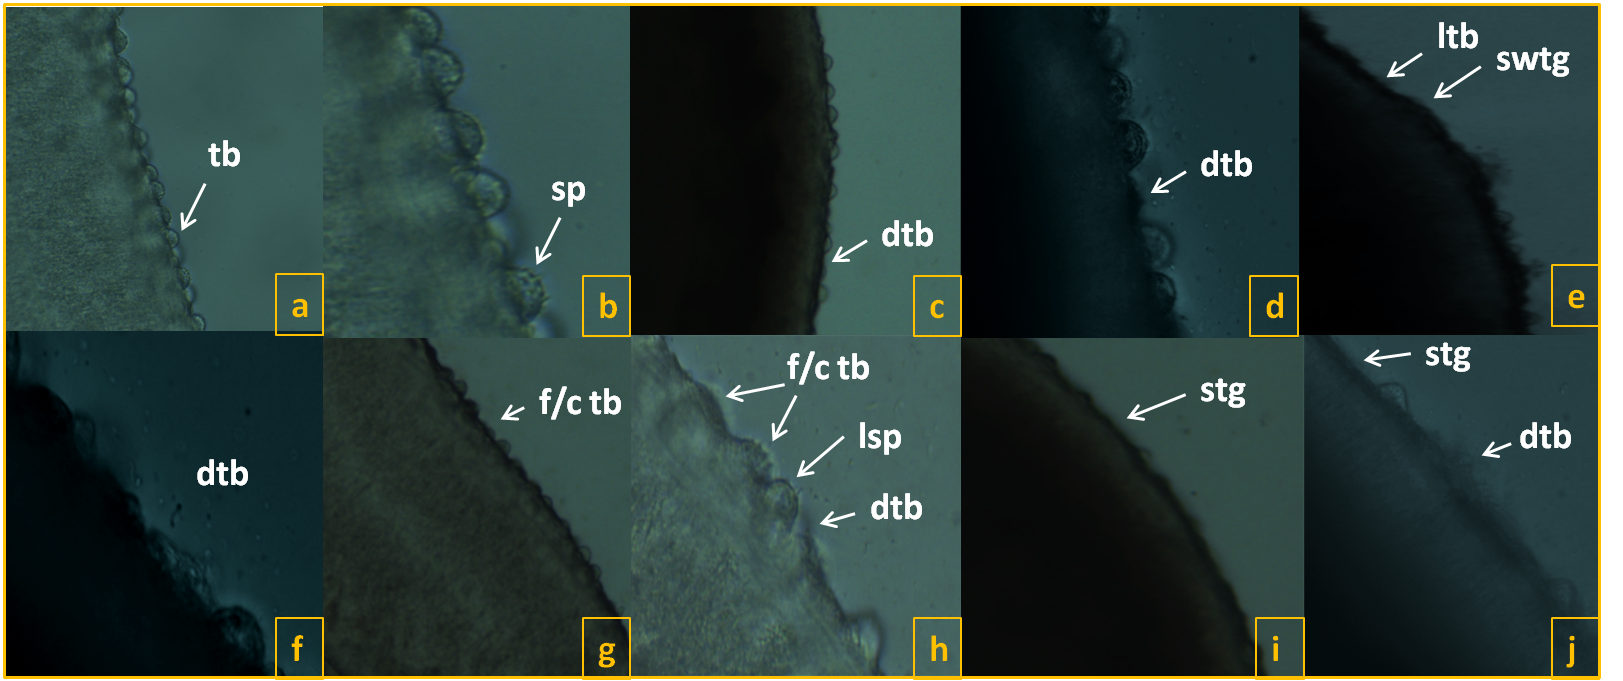 tb
a
sp
b
dtb
c
dtb
d
ltb
swtg
e
dtb
f
f/c tb
g
f/c tb
lsp
dtb
h
stg
i
stg
dtb
j